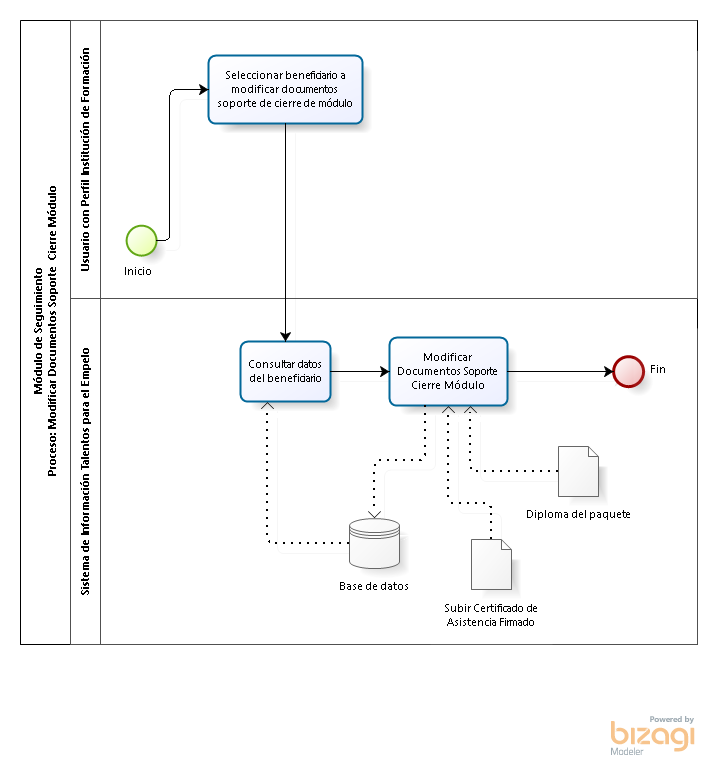 Módulo de Seguimiento
Proceso: Modificar Documentos Soporte Cierre Módulo
Usuario con Perfil Institución de Formación
Seleccionar beneficiario a
modificar documentos
soporte de cierre de módulo
Inicio
Sistema de Información Talentos para el Empelo
Consultar datos
del beneficiario
Modificar
Documentos Soporte
Cierre Módulo
Fin
Diploma del paquete
Base de datos
Subir Certificado de
Asistencia Firmado
Powered by
bizagi
Modeler